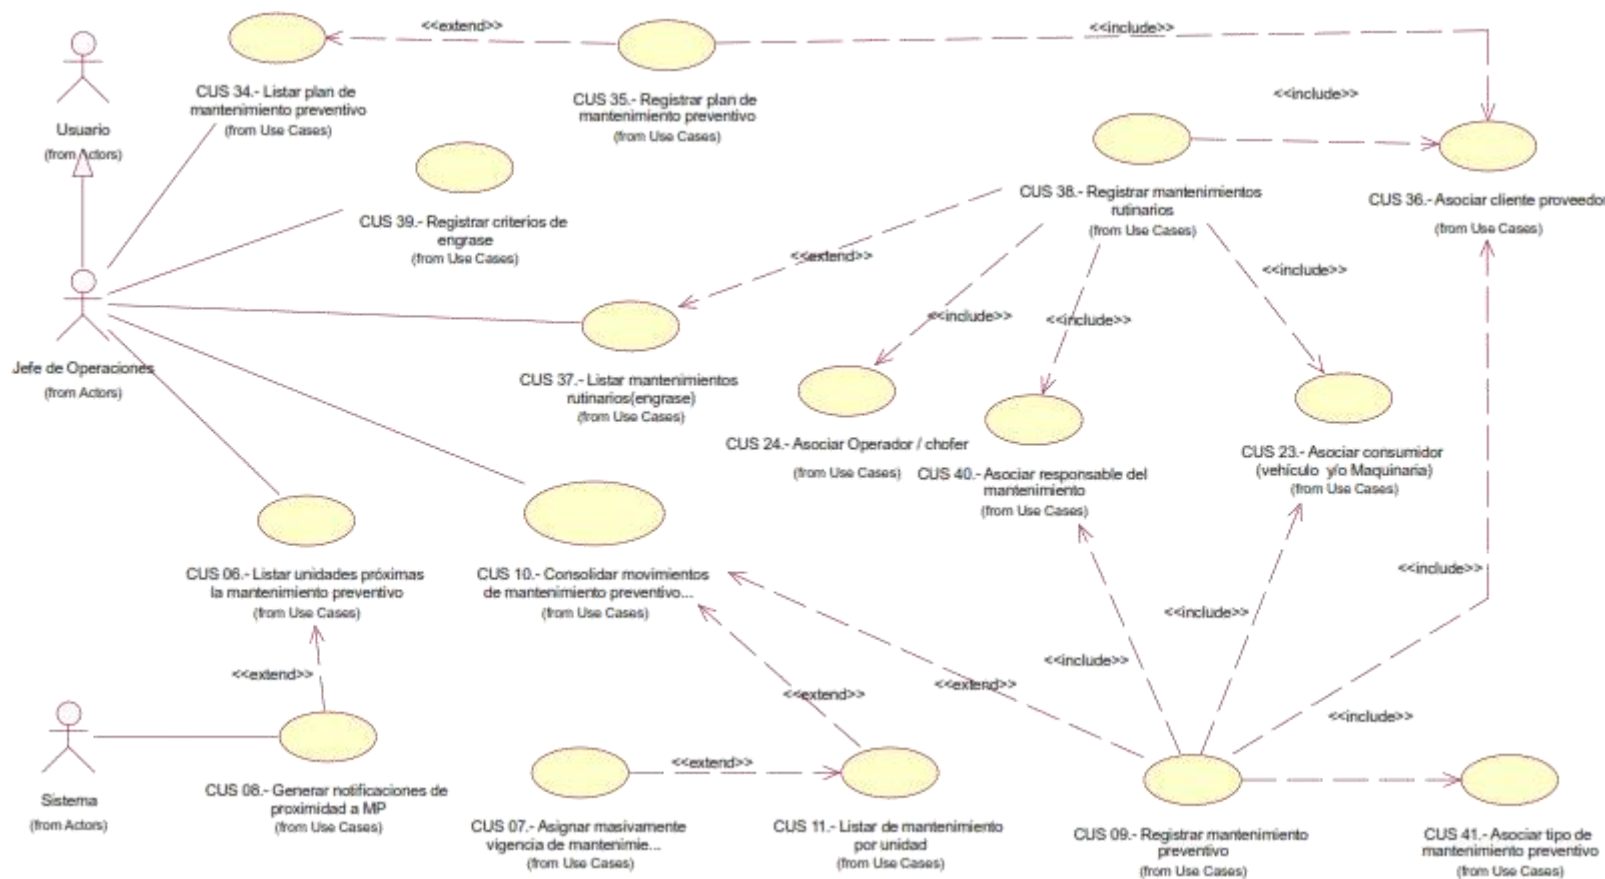 <<extend>>
<<include>>
Usuario
(from Actors)
CUS 34.- Listar plan de
mantenimiento preventivo
(from Use Cases)
CUS 35.- Registrar plan de
mantenimiento preventivo
(from Use Cases)
<<include>>
CUS 39.- Registrar criterios de
engrase
(from Use Cases)
CUS 38.- Registrar mantenimientos
rutinarios
(from Use Cases)
CUS 36.- Asociar cliente proveedor
(from Use Cases)
<<extend>>
<<include>>
<<include>>
<<include>>
Jefe de Operaciones
(from Actors)
CUS 37.- Listar mantenimientos
rutinarios(engrase)
(from Use Cases)
CUS 24.- Asociar Operador / chofer
(from Use Cases)
CUS 40.- Asociar responsable del
mantenimiento
(from Use Cases)
CUS 23.- Asociar consumidor
(vehículo y/o Maquinaria)
(from Use Cases)
CUS 06.- Listar unidades próximas
la mantenimiento preventivo
(from Use Cases)
CUS 10.- Consolidar movimientos
de mantenimiento preventivo...
(from Use Cases)
<<include>>
<<include>>
<<include>>
<<extend>>
<<extend>>
<<extend>>
<<include>>
<<extend>>
Sistema
(from Actors)
CUS 08.- Generar notificaciones de
proximidad a MP
(from Use Cases)
CUS 07.- Asignar masivamente
vigencia de mantenimie...
(from Use Cases)
CUS 11.- Listar de mantenimiento
por unidad
(from Use Cases)
CUS 09.- Registrar mantenimiento
preventivo
(from Use Cases)
CUS 41.- Asociar tipo de
mantenimiento preventivo
(from Use Cases)